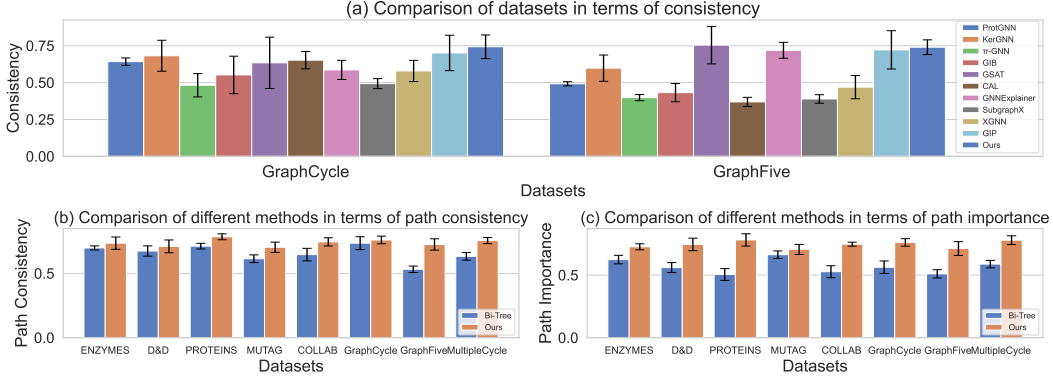 (a) Comparison of datasets in terms of consistency
Consistency
0.75
0.50
0.25
0.00
GraphCycle
GraphFive
Datasets
ProtGNN
KerGNN
π-GNN
GIB
GSAT
CAL
GNNExplainer
SubgraphX
XGNN
GIP
Ours
(b) Comparison of different methods in terms of path consistency
Path Consistency
0.5
0.0
ENZYMES
D&D
PROTEINS
MUTAG
COLLAB
GraphCycle
GraphFive
MultipleCycle
Datasets
Bi-Tree
Ours
(c) Comparison of different methods in terms of path importance
Path Importance
0.5
0.0
ENZYMES
D&D
PROTEINS
MUTAG
COLLAB
GraphCycle
GraphFive
MultipleCycle
Datasets
Bi-Tree
Ours